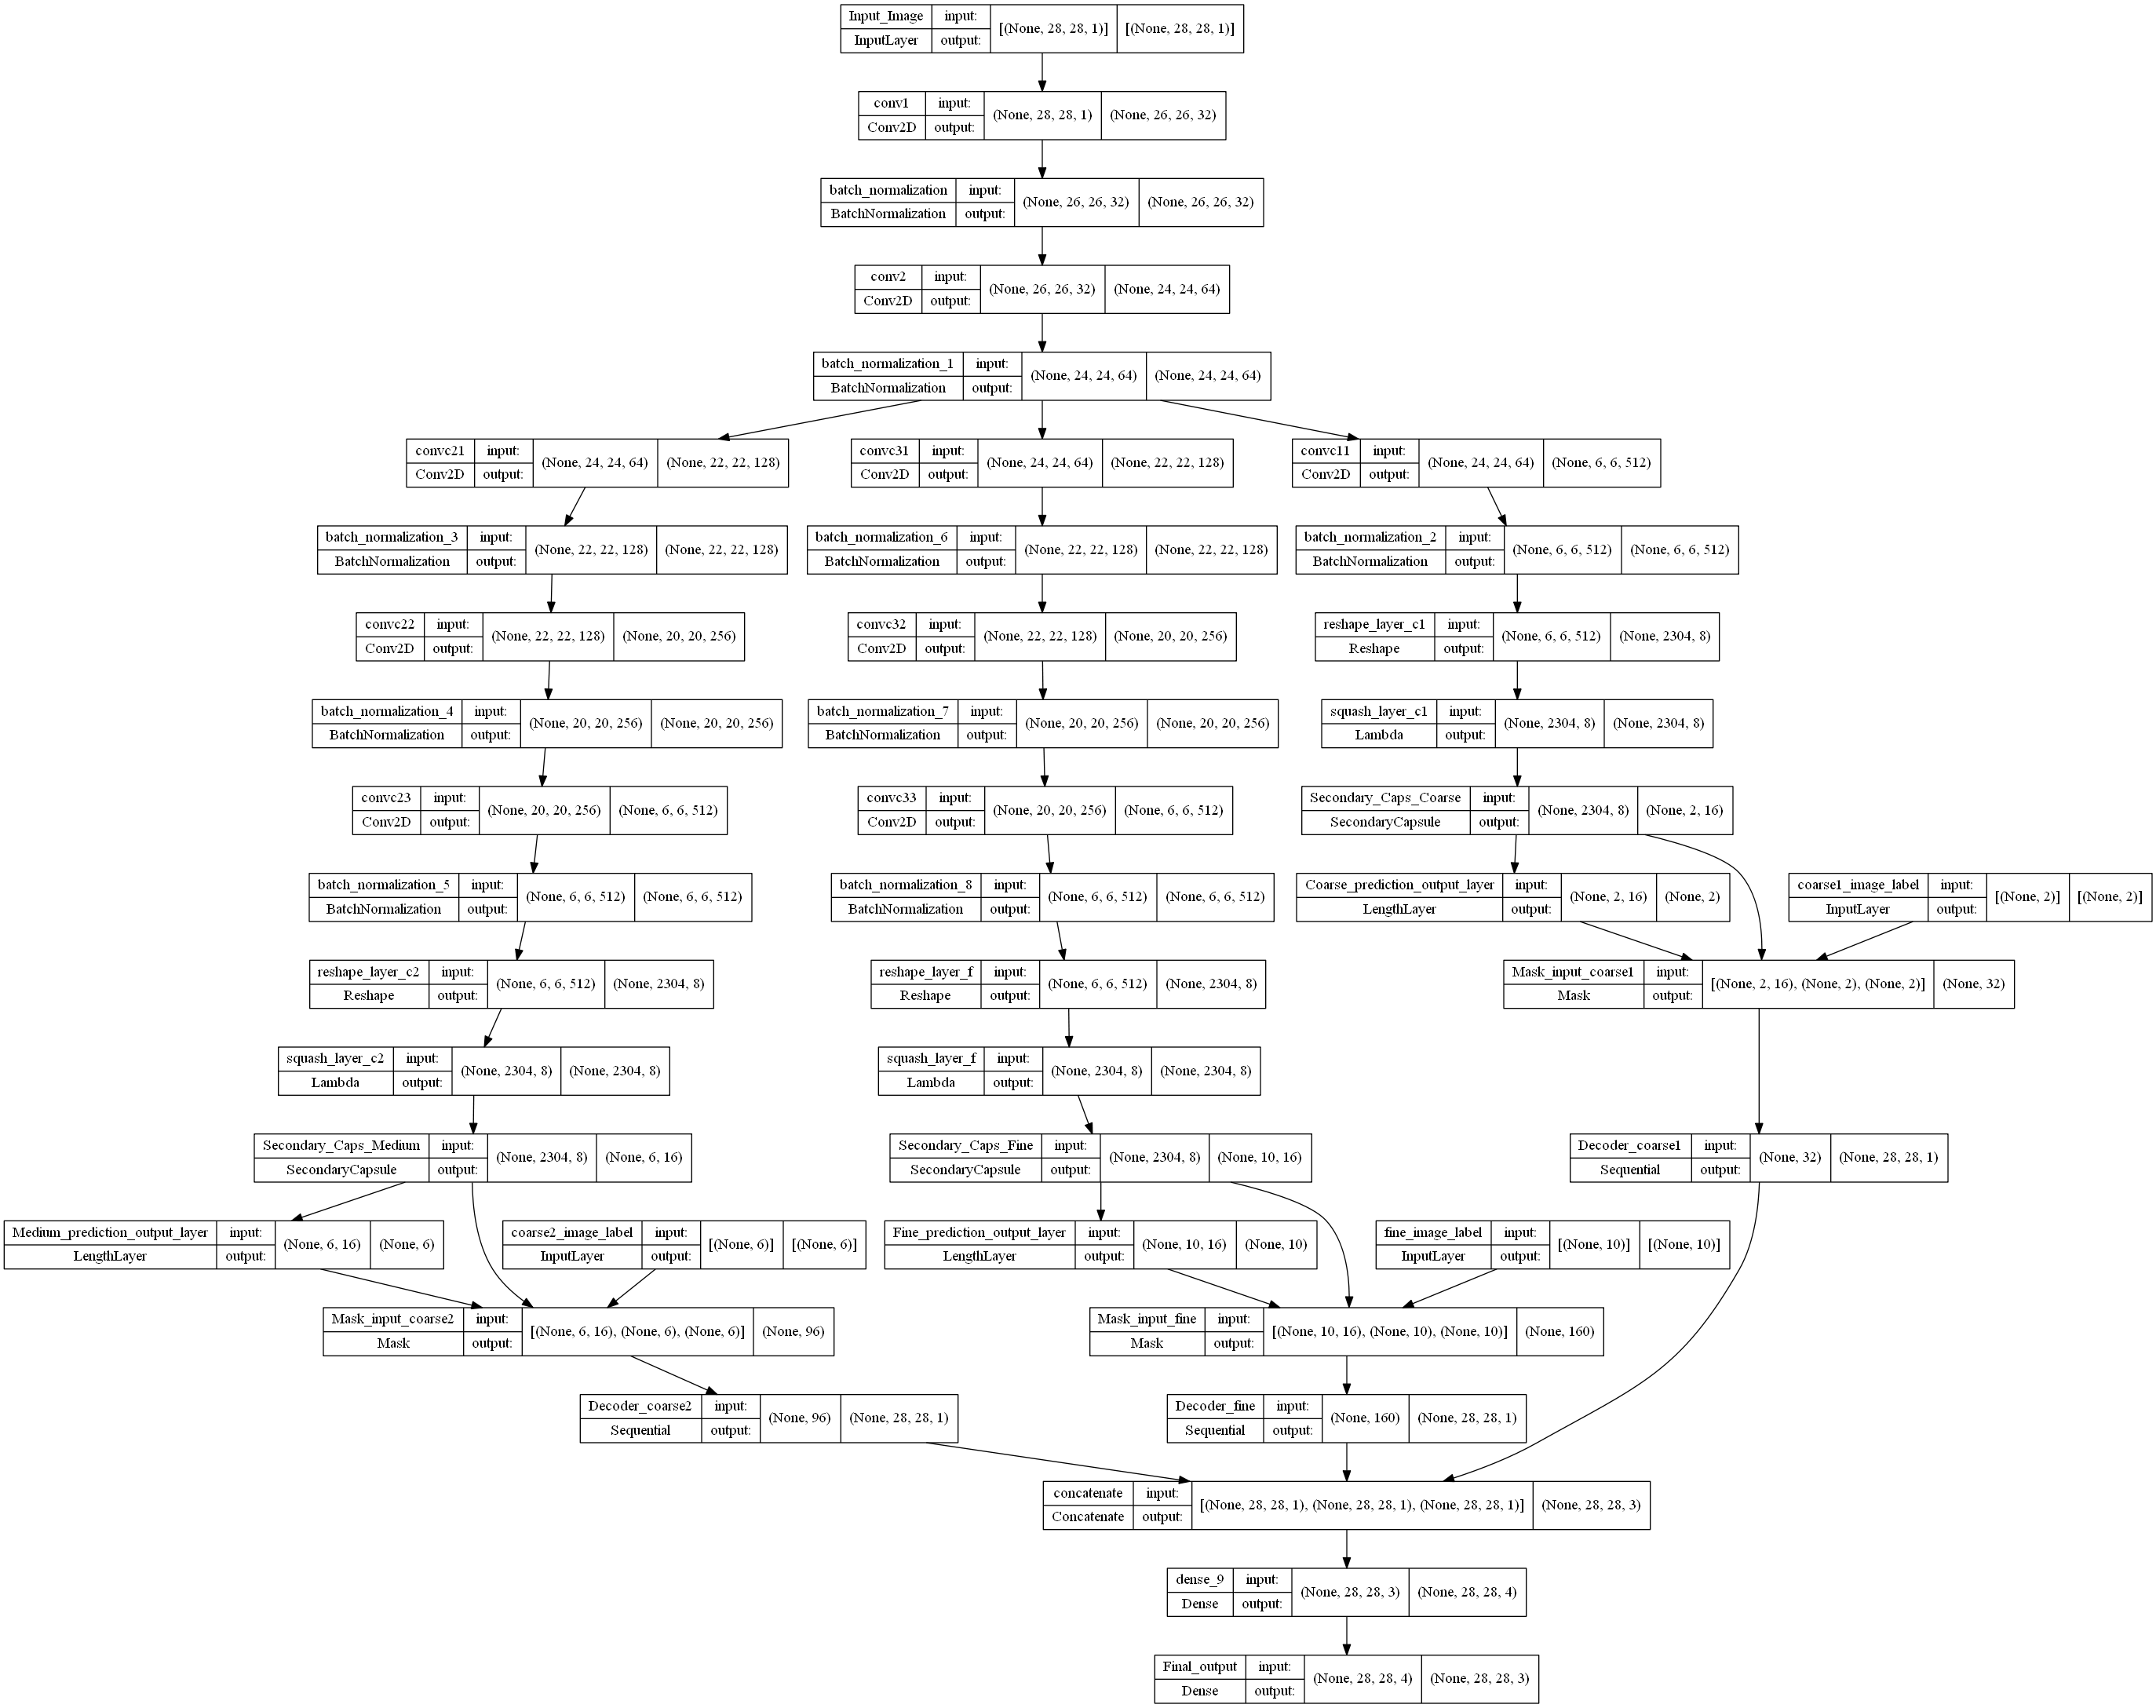 Input_Image input: [(None, 28, 28, 1)] [(None, 28, 28, 1)]
InputLayer output:
conv1 input: (None, 28, 28, 1) (None, 26, 26, 32)
Conv2D output:
batch_normalization input: (None, 26, 26, 32) (None, 26, 26, 32)
BatchNormalization output:
conv2 input: (None, 26, 26, 32) (None, 24, 24, 64)
Conv2D output:
batch_normalization_1 input: (None, 24, 24, 64) (None, 24, 24, 64)
BatchNormalization output:
convc21 input: (None, 24, 24, 64) (None, 22, 22, 128)
Conv2D output:
convc31 input: (None, 24, 24, 64) (None, 22, 22, 128)
Conv2D output:
convc11 input: (None, 24, 24, 64) (None, 6, 6, 512)
Conv2D output:
batch_normalization_3 input: (None, 22, 22, 128) (None, 22, 22, 128)
BatchNormalization output:
batch_normalization_6 input: (None, 22, 22, 128) (None, 22, 22, 128)
BatchNormalization output:
batch_normalization_2 input: (None, 6, 6, 512) (None, 6, 6, 512)
BatchNormalization output:
convc22 input: (None, 22, 22, 128) (None, 20, 20, 256)
Conv2D output:
convc32 input: (None, 22, 22, 128) (None, 20, 20, 256)
Conv2D output:
reshape_layer_c1 input: (None, 6, 6, 512) (None, 2304, 8)
Reshape output:
batch_normalization_4 input: (None, 20, 20, 256) (None, 20, 20, 256)
BatchNormalization output:
batch_normalization_7 input: (None, 20, 20, 256) (None, 20, 20, 256)
BatchNormalization output:
squash_layer_c1 input: (None, 2304, 8) (None, 2304, 8)
Lambda output:
convc23 input: (None, 20, 20, 256) (None, 6, 6, 512)
Conv2D output:
convc33 input: (None, 20, 20, 256) (None, 6, 6, 512)
Conv2D output:
Secondary_Caps_Coarse input: (None, 2304, 8) (None, 2, 16)
SecondaryCapsule output:
batch_normalization_5 input: (None, 6, 6, 512) (None, 6, 6, 512)
BatchNormalization output:
batch_normalization_8 input: (None, 6, 6, 512) (None, 6, 6, 512)
BatchNormalization output:
Coarse_prediction_output_layer input: (None, 2, 16) (None, 2)
LengthLayer output:
coarse1_image_label input: [(None, 2)] [(None, 2)]
InputLayer output:
reshape_layer_c2 input: (None, 6, 6, 512) (None, 2304, 8)
Reshape output:
reshape_layer_f input: (None, 6, 6, 512) (None, 2304, 8)
Reshape output:
Mask_input_coarse1 input: [(None, 2, 16), (None, 2), (None, 2)] (None, 32)
Mask output:
squash_layer_c2 input: (None, 2304, 8) (None, 2304, 8)
Lambda output:
squash_layer_f input: (None, 2304, 8) (None, 2304, 8)
Lambda output:
Secondary_Caps_Medium input: (None, 2304, 8) (None, 6, 16)
SecondaryCapsule output:
Secondary_Caps_Fine input: (None, 2304, 8) (None, 10, 16)
SecondaryCapsule output:
Decoder_coarse1 input: (None, 32) (None, 28, 28, 1)
Sequential output:
Medium_prediction_output_layer input: (None, 6, 16) (None, 6)
LengthLayer output:
coarse2_image_label input: [(None, 6)] [(None, 6)]
InputLayer output:
Fine_prediction_output_layer input: (None, 10, 16) (None, 10)
LengthLayer output:
fine_image_label input: [(None, 10)] [(None, 10)]
InputLayer output:
Mask_input_coarse2 input: [(None, 6, 16), (None, 6), (None, 6)] (None, 96)
Mask output:
Mask_input_fine input: [(None, 10, 16), (None, 10), (None, 10)] (None, 160)
Mask output:
Decoder_coarse2 input: (None, 96) (None, 28, 28, 1)
Sequential output:
Decoder_fine input: (None, 160) (None, 28, 28, 1)
Sequential output:
concatenate input: [(None, 28, 28, 1), (None, 28, 28, 1), (None, 28, 28, 1)] (None, 28, 28, 3)
Concatenate output:
dense_9 input: (None, 28, 28, 3) (None, 28, 28, 4)
Dense output:
Final_output input: (None, 28, 28, 4) (None, 28, 28, 3)
Dense output: